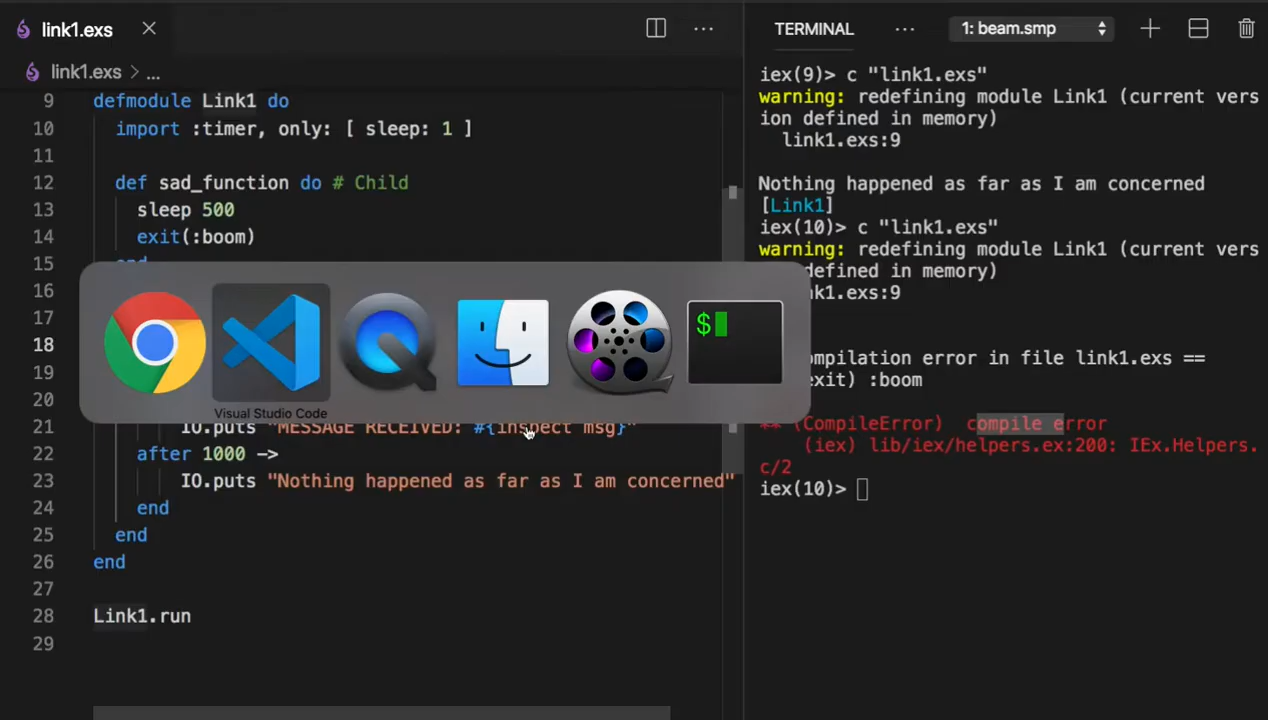 link1.exs
link1.exs > ...
9 defmodule Link1 do
10 import :timer, only: [ sleep: 1 ]
11
12 def sad_function do # Child
13 sleep 500
14 exit(:boom)
15
16
17
18
19
20
21 IO.puts "MESSAGE RECEIVED: #{inspect msg}"
22 after 1000 ->
23 IO.puts "Nothing happened as far as I am concerned"
24 end
25 end
26 end
27
28 Link1.run
29
Visual Studio Code
$
TERMINAL ... 1: beam.smp
iex(9)> c "link1.exs"
warning: redefining module Link1 (current vers
ion defined in memory)
link1.exs:9
Nothing happened as far as I am concerned
[Link1]
iex(10)> c "link1.exs"
warning: redefining module Link1 (current vers
defined in memory)
nk1.exs:9
ompilation error in file link1.exs ==
exit) :boom
** (CompileError) compile error
(iex) lib/iex/helpers.ex:200: IEx.Helpers.
c/2
iex(10)>